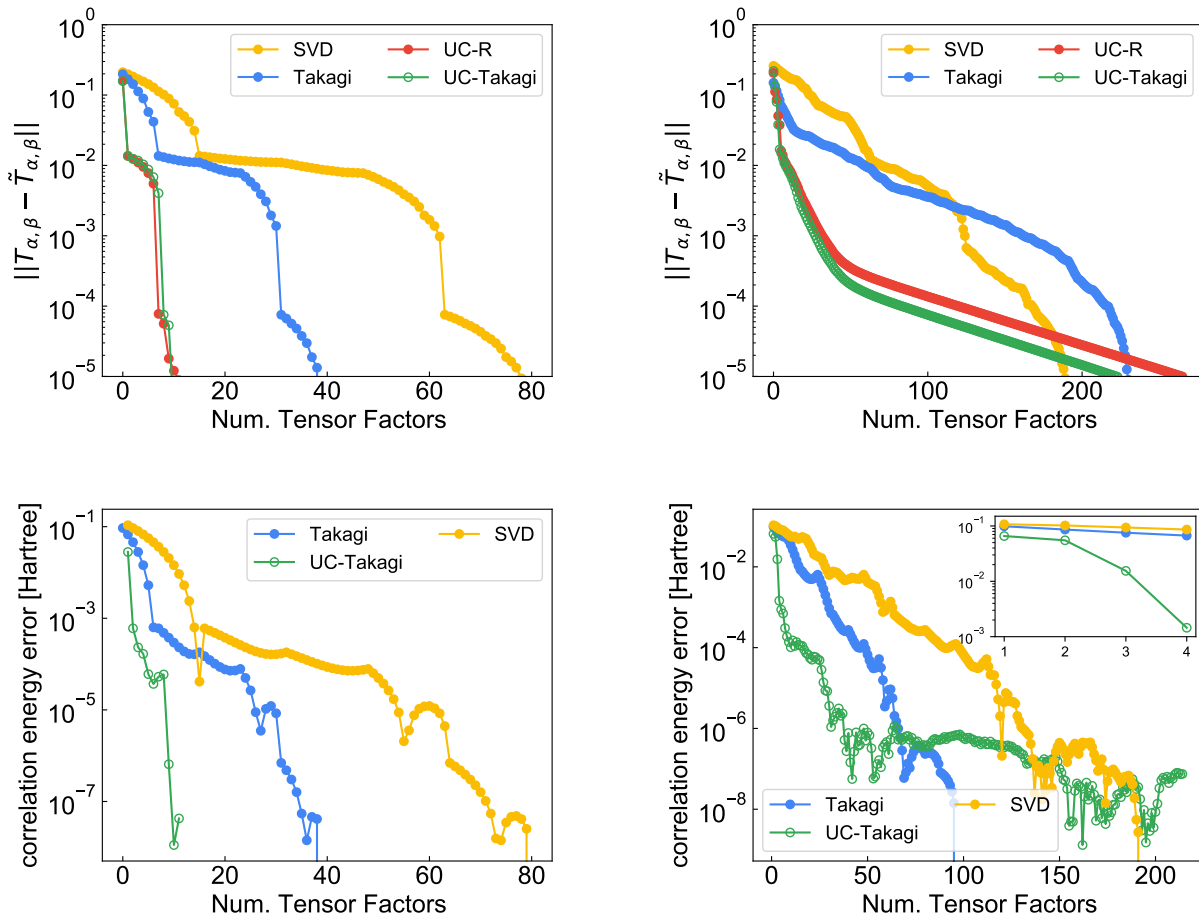 10^0
10^-1
10^-2
10^-3
10^-4
10^-5
||T_α,β − T̃_α,β||
SVD
Takagi
UC-R
UC-Takagi
0 20 40 60 80
Num. Tensor Factors
10^0
10^-1
10^-2
10^-3
10^-4
10^-5
||T_α,β − T̃_α,β||
SVD
Takagi
UC-R
UC-Takagi
0 100 200
Num. Tensor Factors
10^-1
10^-3
10^-5
10^-7
correlation energy error [Hartree]
Takagi
UC-Takagi
SVD
0 20 40 60 80
Num. Tensor Factors
10^-2
10^-4
10^-6
10^-8
correlation energy error [Hartree]
10^-1
10^-2
10^-3
1 2 3 4
Takagi
UC-Takagi
SVD
0 50 100 150 200
Num. Tensor Factors